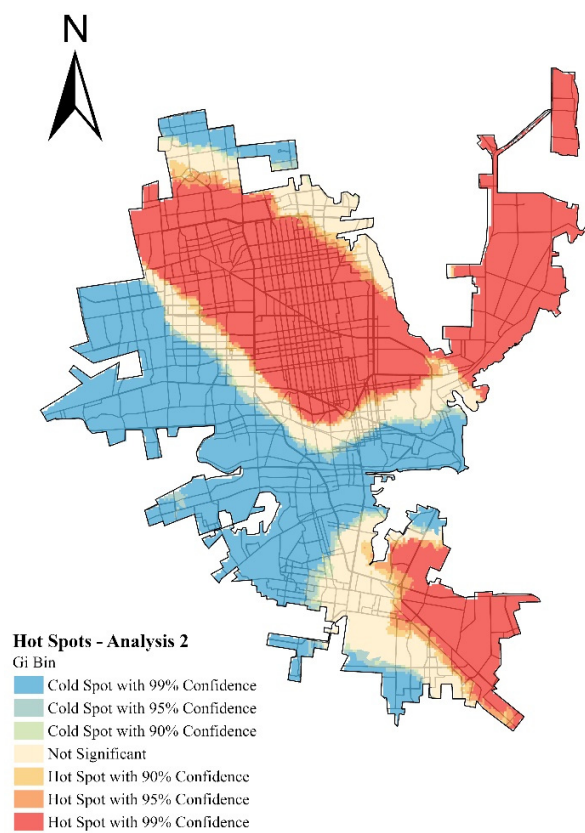 N
Hot Spots - Analysis 2
Gi Bin
Cold Spot with 99% Confidence
Cold Spot with 95% Confidence
Cold Spot with 90% Confidence
Not Significant
Hot Spot with 90% Confidence
Hot Spot with 95% Confidence
Hot Spot with 99% Confidence